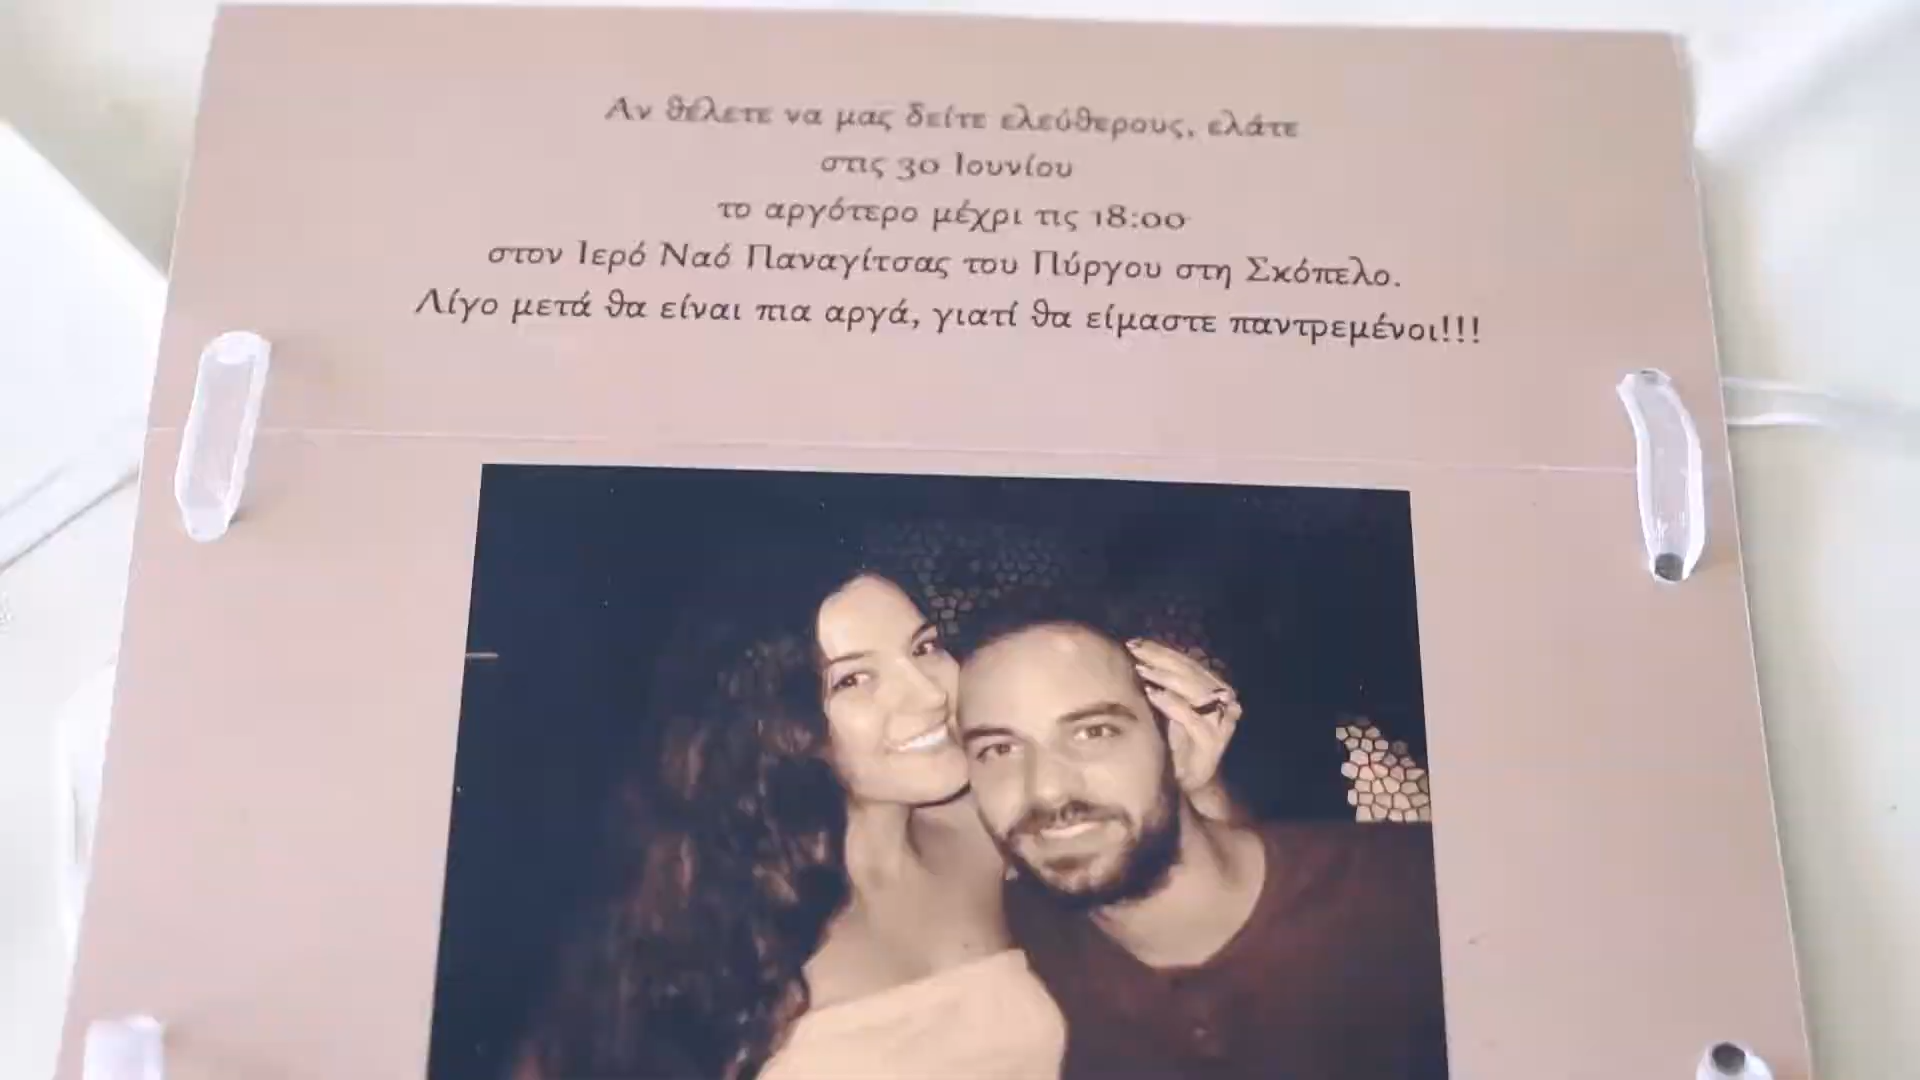 Αν θέλετε να μας δείτε ελεύθερους, ελάτε
στις 30 Ιουνίου
το αργότερο μέχρι τις 18:00
στον Ιερό Ναό Παναγίτσας του Πύργου στη Σκόπελο.
Λίγο μετά θα είναι πια αργά, γιατί θα είμαστε παντρεμένοι!!!